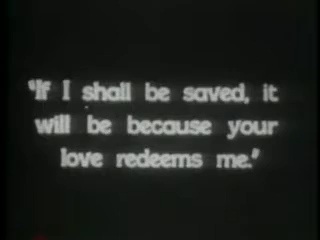 "If I shall be saved, it
will be because your
love redeems me."